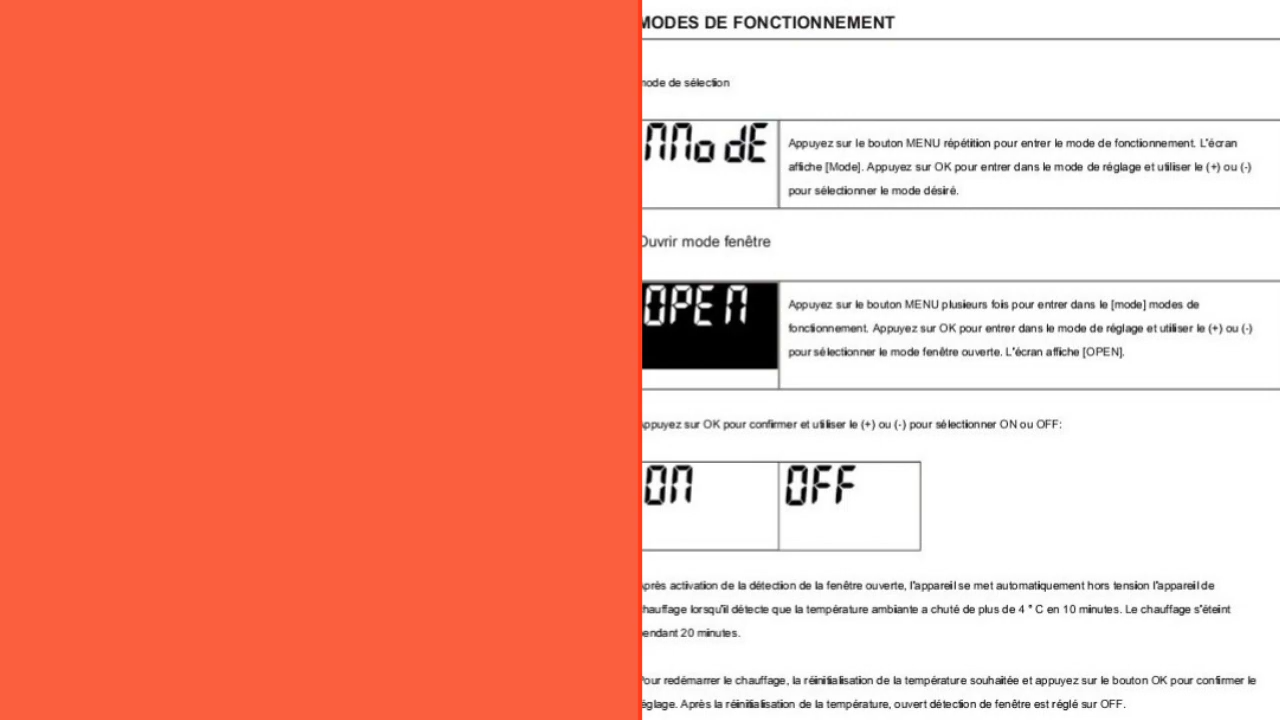 MODES DE FONCTIONNEMENT
mode de sélection
MModE
Appuyez sur le bouton MENU répétition pour entrer le mode de fonctionnement. L'écran
affiche [Mode]. Appuyez sur OK pour entrer dans le mode de réglage et utiliser le (+) ou (-)
pour sélectionner le mode désiré.
Ouvrir mode fenêtre
OPEN
Appuyez sur le bouton MENU plusieurs fois pour entrer dans le [mode] modes de
fonctionnement. Appuyez sur OK pour entrer dans le mode de réglage et utiliser le (+) ou (-)
pour sélectionner le mode fenêtre ouverte. L'écran affiche [OPEN].
Appuyez sur OK pour confirmer et utiliser le (+) ou (-) pour sélectionner ON ou OFF:
ON OFF
Après activation de la détection de la fenêtre ouverte, l'appareil se met automatiquement hors tension l'appareil de
chauffage lorsqu'il détecte que la température ambiante a chuté de plus de 4 ° C en 10 minutes. Le chauffage s'éteint
pendant 20 minutes.
Pour redémarrer le chauffage, la réinitialisation de la température souhaitée et appuyez sur le bouton OK pour confirmer le
réglage. Après la réinitialisation de la température, ouvert détection de fenêtre est réglé sur OFF.